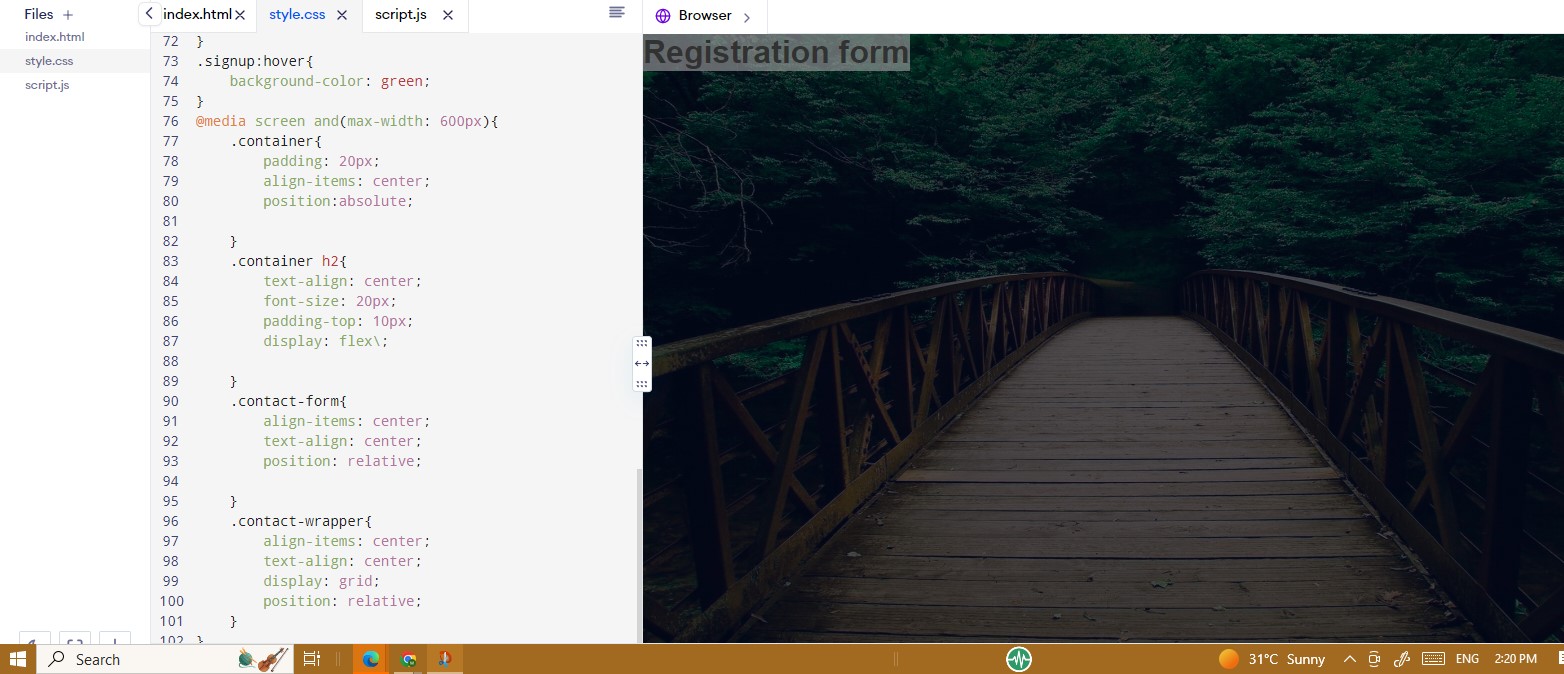 Files +
index.html
style.css
script.js
index.html
style.css
script.js
Browser
72 }
73 .signup:hover{
74 background-color: green;
75 }
76 @media screen and(max-width: 600px){
77 .container{
78 padding: 20px;
79 align-items: center;
80 position:absolute;
81
82 }
83 .container h2{
84 text-align: center;
85 font-size: 20px;
86 padding-top: 10px;
87 display: flex\;
88
89 }
90 .contact-form{
91 align-items: center;
92 text-align: center;
93 position: relative;
94
95 }
96 .contact-wrapper{
97 align-items: center;
98 text-align: center;
99 display: grid;
100 position: relative;
101 }
102 }
Registration form
Search
31°C Sunny
ENG
2:20 PM